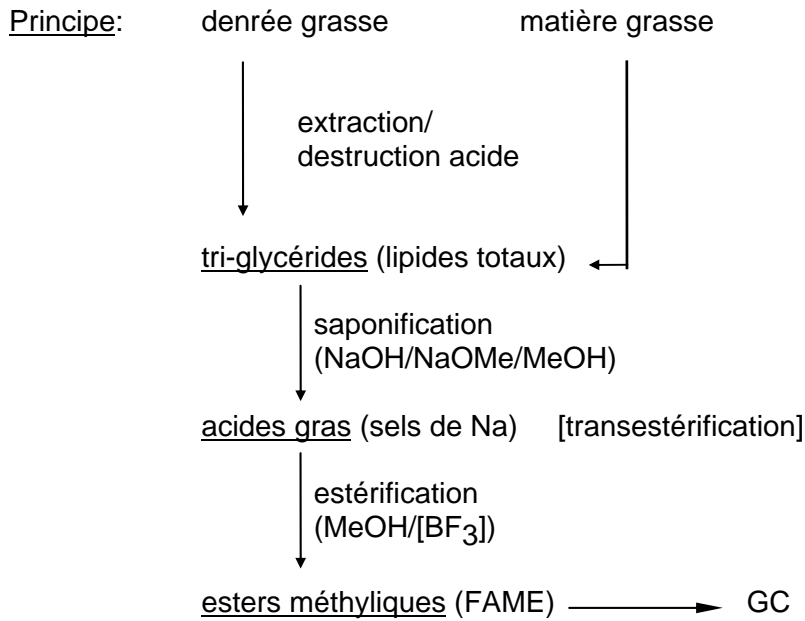 Principe: denrée grasse matière grasse
extraction/
destruction acide
tri-glycérides (lipides totaux)
saponification
(NaOH/NaOMe/MeOH)
acides gras (sels de Na) [transestérification]
estérification
(MeOH/[BF3])
esters méthyliques (FAME) GC